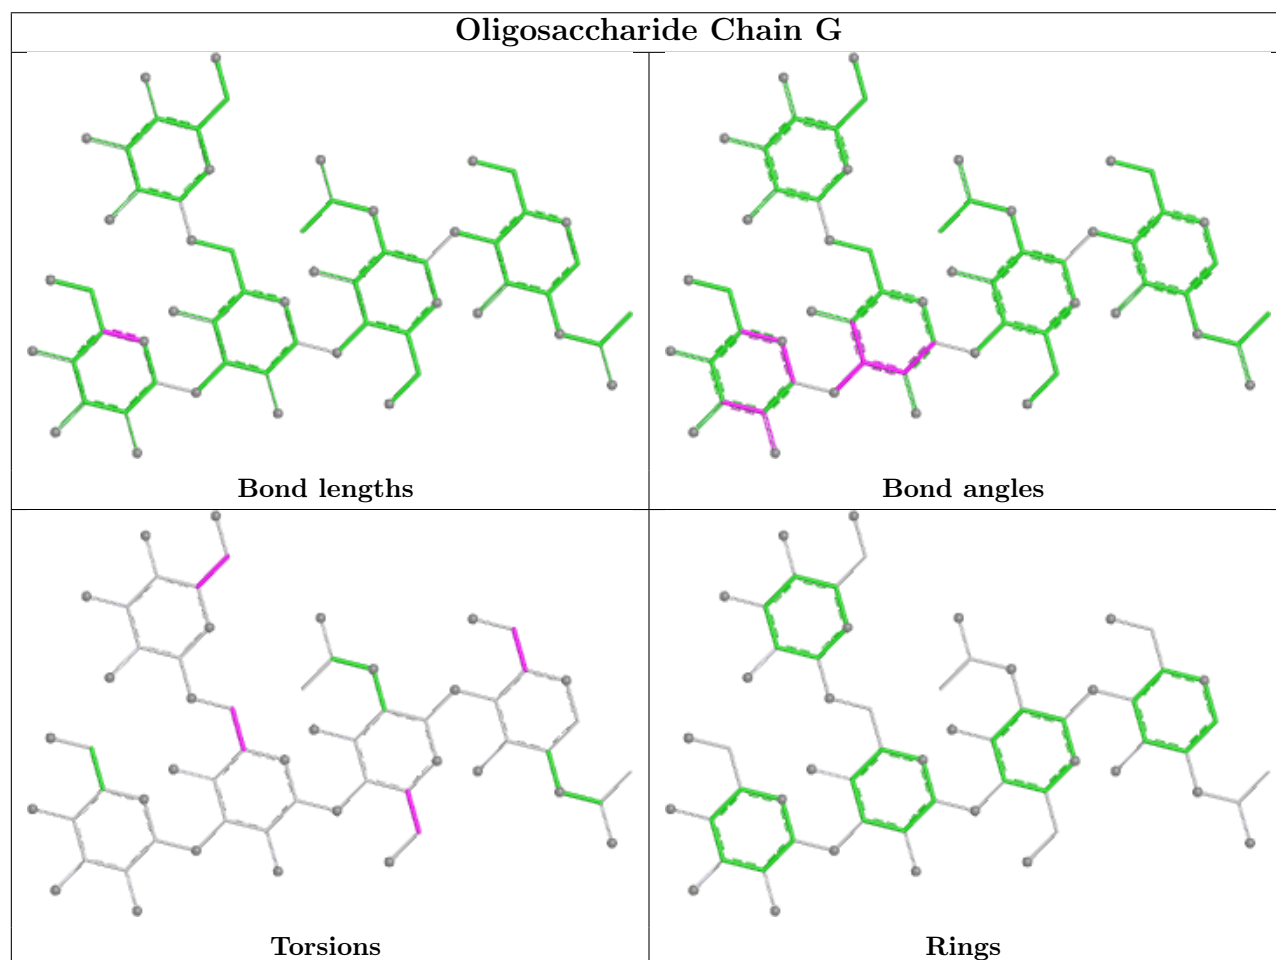 Oligosaccharide Chain G
Bond lengths
Bond angles
Torsions
Rings